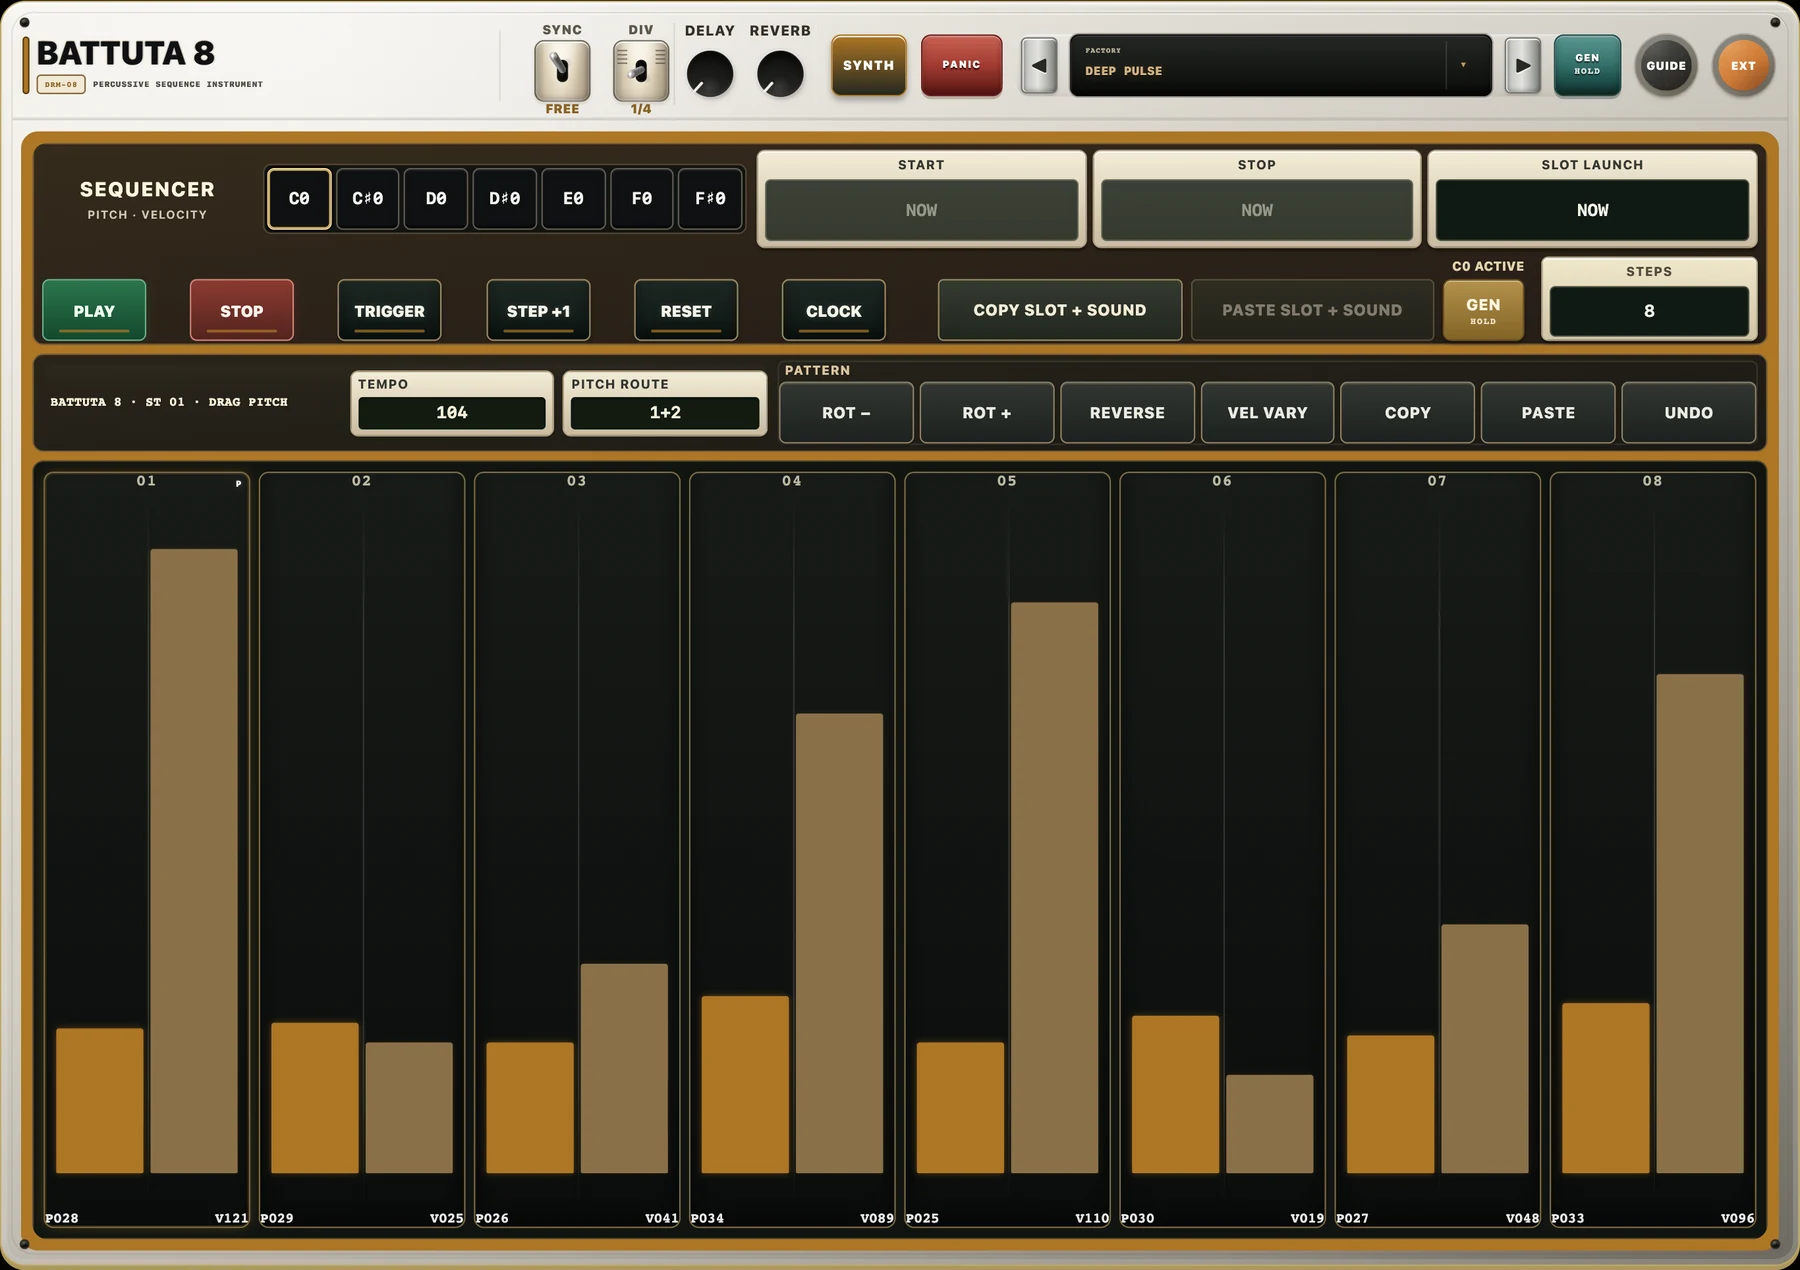 BATTUTA 8
DRM-08 PERCUSSIVE SEQUENCE INSTRUMENT
SYNC
FREE
DIV
1/4
DELAY
REVERB
SYNTH
PANIC
◀
FACTORY
DEEP PULSE
▼
▶
GEN
HOLD
GUIDE
EXT
SEQUENCER
PITCH · VELOCITY
C0 C♯0 D0 D♯0 E0 F0 F♯0
START
NOW
STOP
NOW
SLOT LAUNCH
NOW
PLAY
STOP
TRIGGER
STEP +1
RESET
CLOCK
COPY SLOT + SOUND
PASTE SLOT + SOUND
C0 ACTIVE
GEN
HOLD
STEPS
8
BATTUTA 8 · ST 01 · DRAG PITCH
TEMPO
104
PITCH ROUTE
1+2
PATTERN
ROT −
ROT +
REVERSE
VEL VARY
COPY
PASTE
UNDO
01 P 02 03 04 05 06 07 08
P028 V121 P029 V025 P026 V041 P034 V089 P025 V110 P030 V019 P027 V048 P033 V096